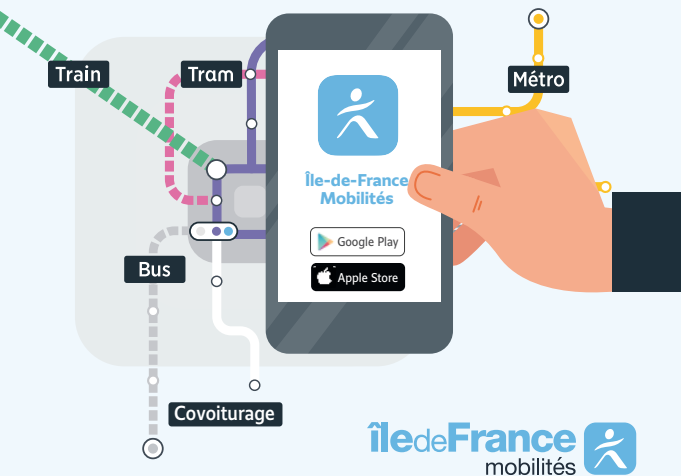 Train
Tram
Métro
Île-de-France
Mobilités
Google Play
Apple Store
Bus
Covoiturage
îledeFrance
mobilités